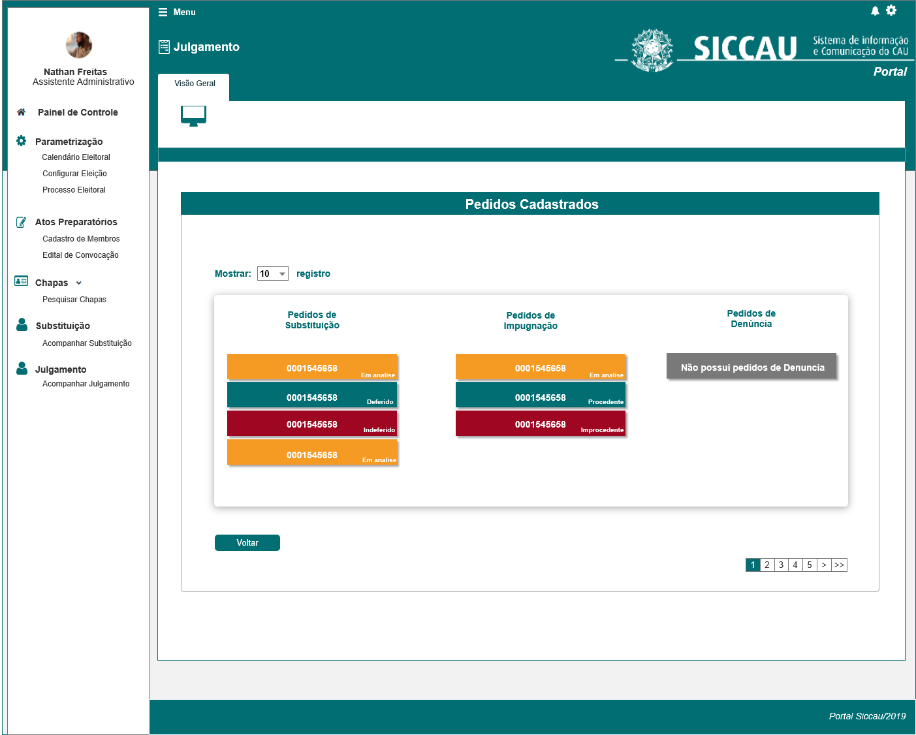 Menu
Julgamento
SICCAU
Sistema de informação
e Comunicação do CAU
Portal
Visão Geral
Nathan Freitas
Assistente Administrativo
Painel de Controle
Parametrização
Calendário Eleitoral
Configurar Eleição
Processo Eleitoral
Atos Preparatórios
Cadastro de Membros
Edital de Convocação
Chapas
Pesquisar Chapas
Substituição
Acompanhar Substituição
Julgamento
Acompanhar Julgamento
Pedidos Cadastrados
Mostrar: 10 registro
Pedidos de
Substituição
0001545658
Em analise
0001545658
Deferido
0001545658
Indeferido
0001545658
Em analise
Pedidos de
Impugnação
0001545658
Em analise
0001545658
Procedente
0001545658
Improcedente
Pedidos de
Denúncia
Não possui pedidos de Denuncia
Voltar
1 2 3 4 5 > >>
Portal Siccau/2019